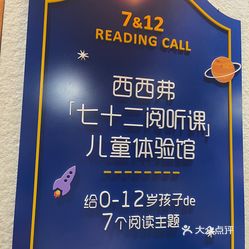 7&12
READING CALL
西西弗
「七十二阅听课」
儿童体验馆
给0-12岁孩子de
7个阅读主题
大众点评